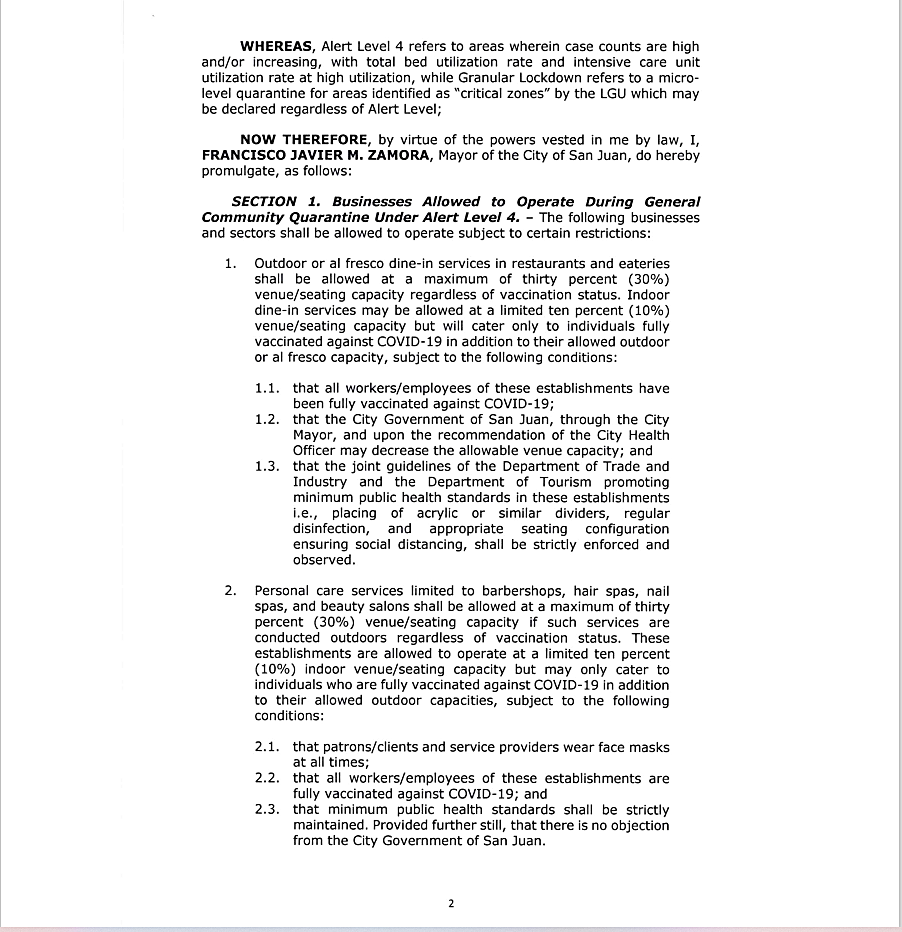 WHEREAS, Alert Level 4 refers to areas wherein case counts are high
and/or increasing, with total bed utilization rate and intensive care unit
utilization rate at high utilization, while Granular Lockdown refers to a micro-
level quarantine for areas identified as “critical zones” by the LGU which may
be declared regardless of Alert Level;
NOW THEREFORE, by virtue of the powers vested in me by law, I,
FRANCISCO JAVIER M. ZAMORA, Mayor of the City of San Juan, do hereby
promulgate, as follows:
SECTION 1. Businesses Allowed to Operate During General
Community Quarantine Under Alert Level 4. – The following businesses
and sectors shall be allowed to operate subject to certain restrictions:
1. Outdoor or al fresco dine-in services in restaurants and eateries
shall be allowed at a maximum of thirty percent (30%)
venue/seating capacity regardless of vaccination status. Indoor
dine-in services may be allowed at a limited ten percent (10%)
venue/seating capacity but will cater only to individuals fully
vaccinated against COVID-19 in addition to their allowed outdoor
or al fresco capacity, subject to the following conditions:
1.1. that all workers/employees of these establishments have
been fully vaccinated against COVID-19;
1.2. that the City Government of San Juan, through the City
Mayor, and upon the recommendation of the City Health
Officer may decrease the allowable venue capacity; and
1.3. that the joint guidelines of the Department of Trade and
Industry and the Department of Tourism promoting
minimum public health standards in these establishments
i.e., placing of acrylic or similar dividers, regular
disinfection, and appropriate seating configuration
ensuring social distancing, shall be strictly enforced and
observed.
2. Personal care services limited to barbershops, hair spas, nail
spas, and beauty salons shall be allowed at a maximum of thirty
percent (30%) venue/seating capacity if such services are
conducted outdoors regardless of vaccination status. These
establishments are allowed to operate at a limited ten percent
(10%) indoor venue/seating capacity but may only cater to
individuals who are fully vaccinated against COVID-19 in addition
to their allowed outdoor capacities, subject to the following
conditions:
2.1. that patrons/clients and service providers wear face masks
at all times;
2.2. that all workers/employees of these establishments are
fully vaccinated against COVID-19; and
2.3. that minimum public health standards shall be strictly
maintained. Provided further still, that there is no objection
from the City Government of San Juan.
2